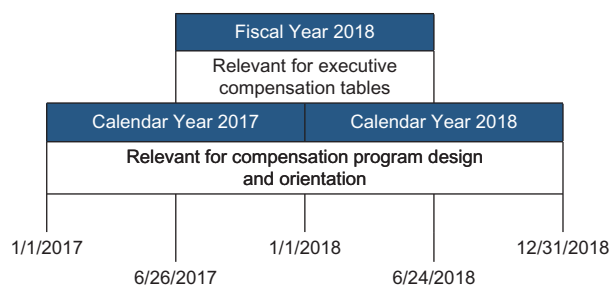 Fiscal Year 2018
Relevant for executive
compensation tables
Calendar Year 2017
Calendar Year 2018
Relevant for compensation program design
and orientation
1/1/2017
1/1/2018
12/31/2018
6/26/2017
6/24/2018